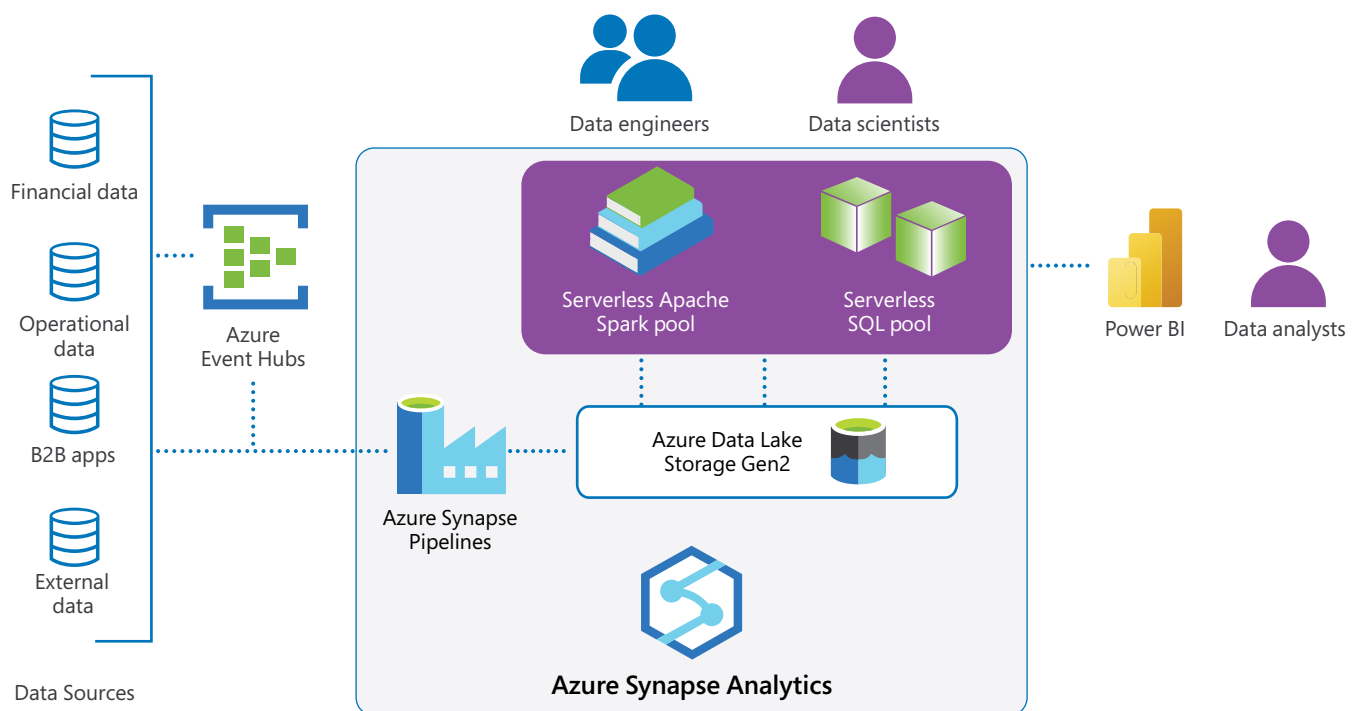 Data engineers
Data scientists
Financial data
Operational
data
B2B apps
External
data
Data Sources
Azure
Event Hubs
Serverless Apache
Spark pool
Serverless
SQL pool
Azure Data Lake
Storage Gen2
Azure Synapse
Pipelines
Azure Synapse Analytics
Power BI
Data analysts